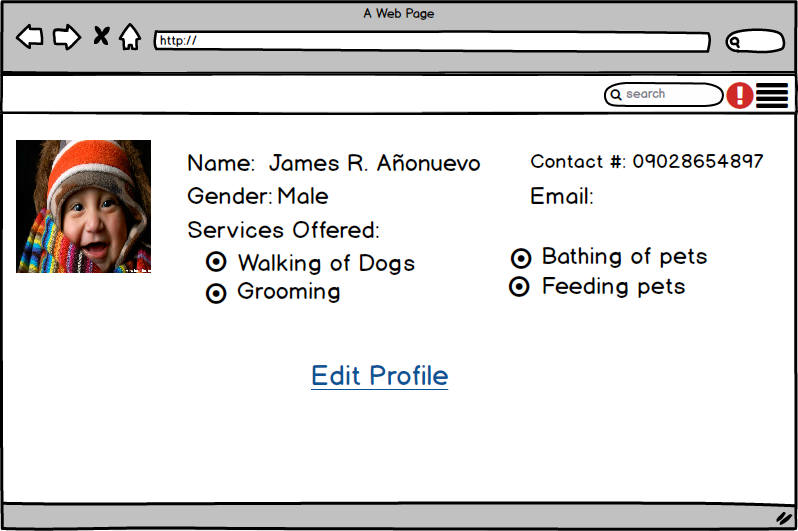 A Web Page
http://
search
Name: James R. Añonuevo
Contact #: 09028654897
Gender: Male
Email:
Services Offered:
Walking of Dogs
Bathing of pets
Grooming
Feeding pets
Edit Profile